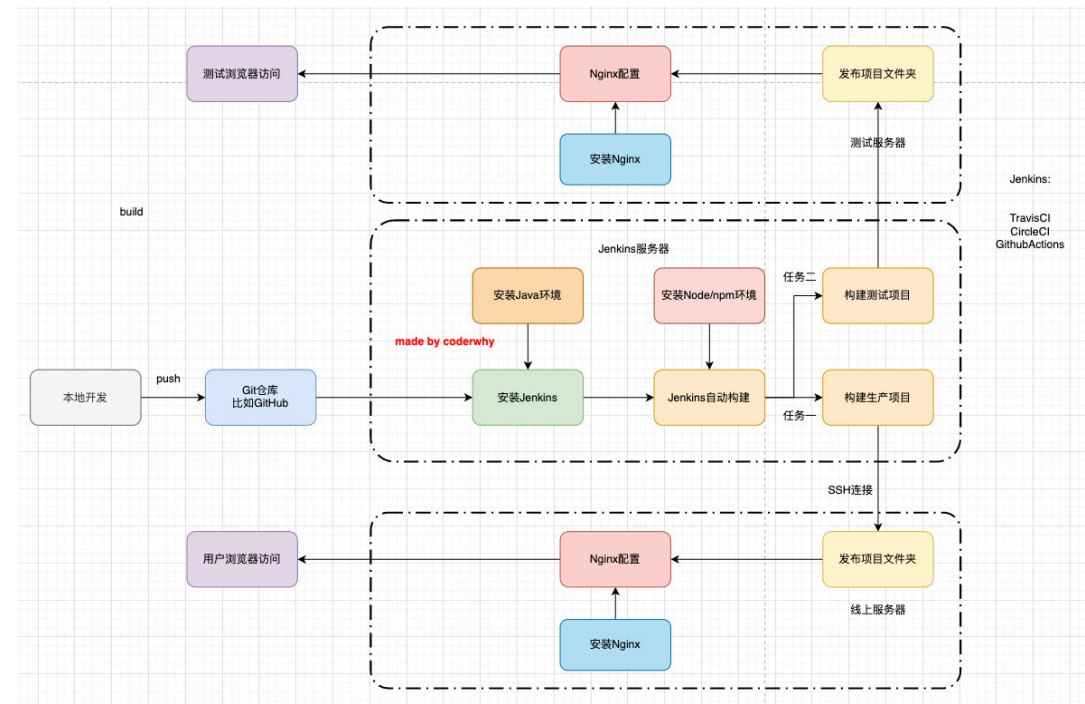 测试浏览器访问
Nginx配置
发布项目文件夹
安装Nginx
测试服务器
Jenkins:
TravisCI
CircleCI
GithubActions
build
Jenkins服务器
安装Java环境
安装Node/npm环境
任务二
构建测试项目
made by coderwhy
本地开发
push
Git仓库
比如GitHub
安装Jenkins
Jenkins自动构建
任务一
构建生产项目
SSH连接
用户浏览器访问
Nginx配置
发布项目文件夹
线上服务器
安装Nginx